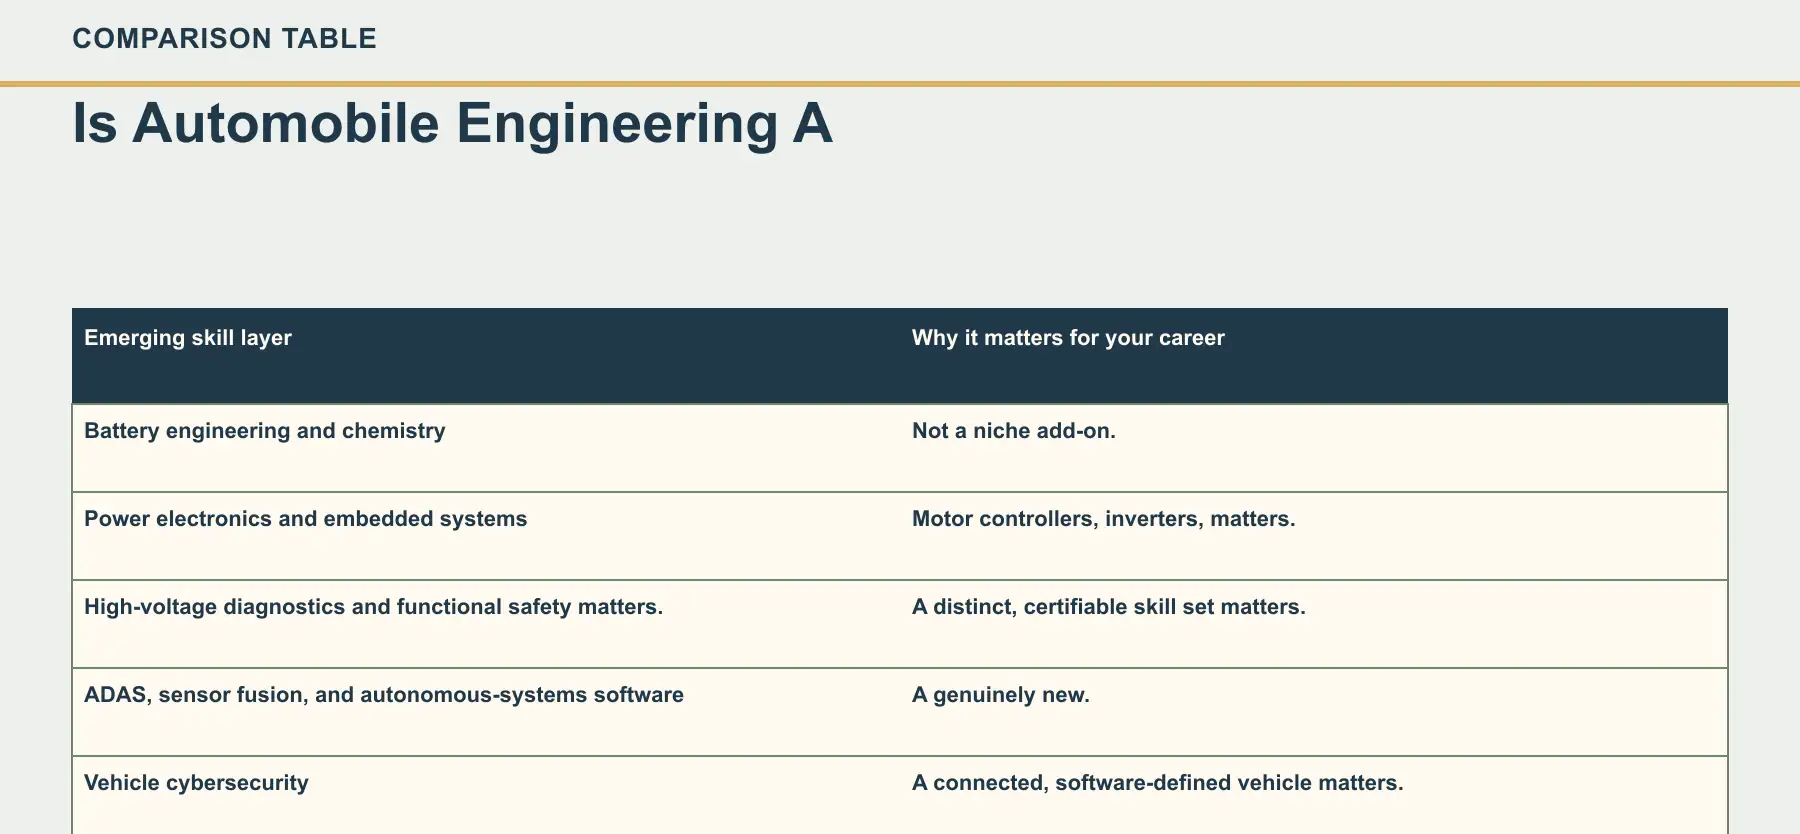 COMPARISON TABLE
Is Automobile Engineering A
Emerging skill layer
Why it matters for your career
Battery engineering and chemistry
Not a niche add-on.
Power electronics and embedded systems
Motor controllers, inverters, matters.
High-voltage diagnostics and functional safety matters.
A distinct, certifiable skill set matters.
ADAS, sensor fusion, and autonomous-systems software
A genuinely new.
Vehicle cybersecurity
A connected, software-defined vehicle matters.